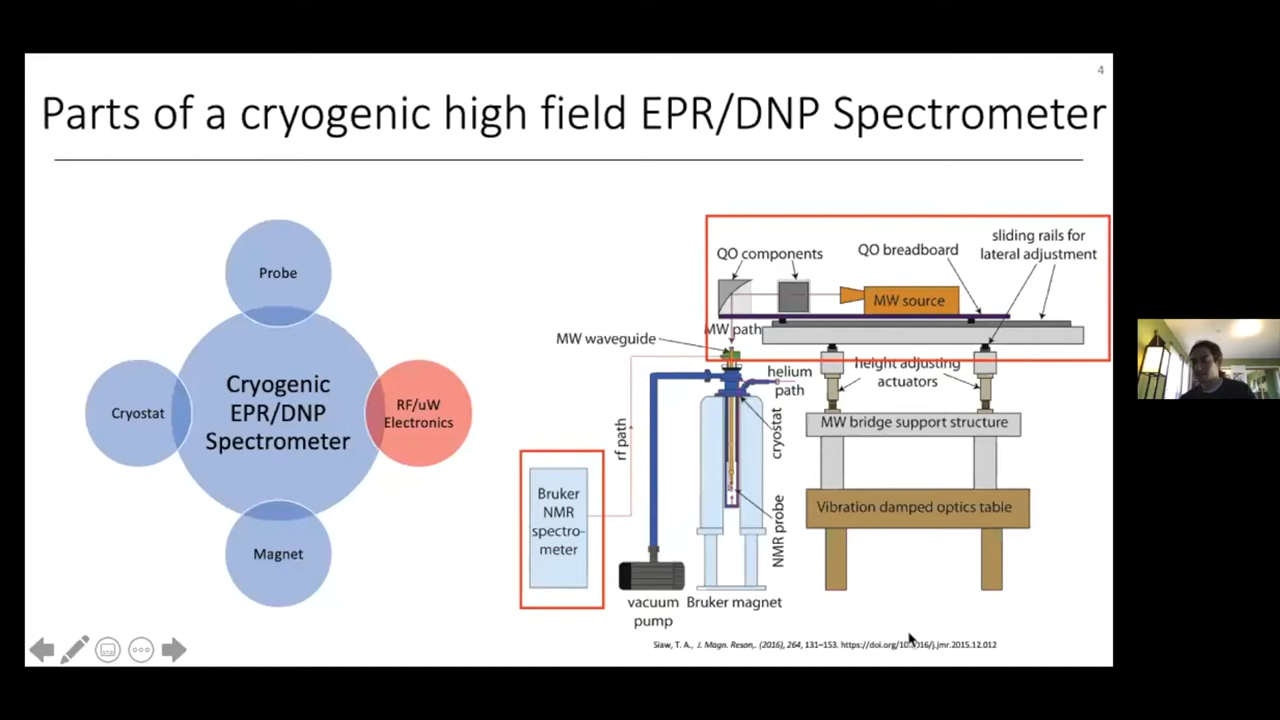 4
Parts of a cryogenic high field EPR/DNP Spectrometer
Probe
Cryogenic
EPR/DNP
Spectrometer
Cryostat
RF/uW
Electronics
Magnet
QO components
QO breadboard
sliding rails for
lateral adjustment
MW source
MW path
MW waveguide
helium
path
height adjusting
actuators
rf path
cryostat
MW bridge support structure
Bruker
NMR
spectro-
meter
NMR probe
Vibration damped optics table
vacuum
pump
Bruker magnet
Siaw, T. A., J. Magn. Reson,. (2016), 264, 131–153. https://doi.org/10.1016/j.jmr.2015.12.012